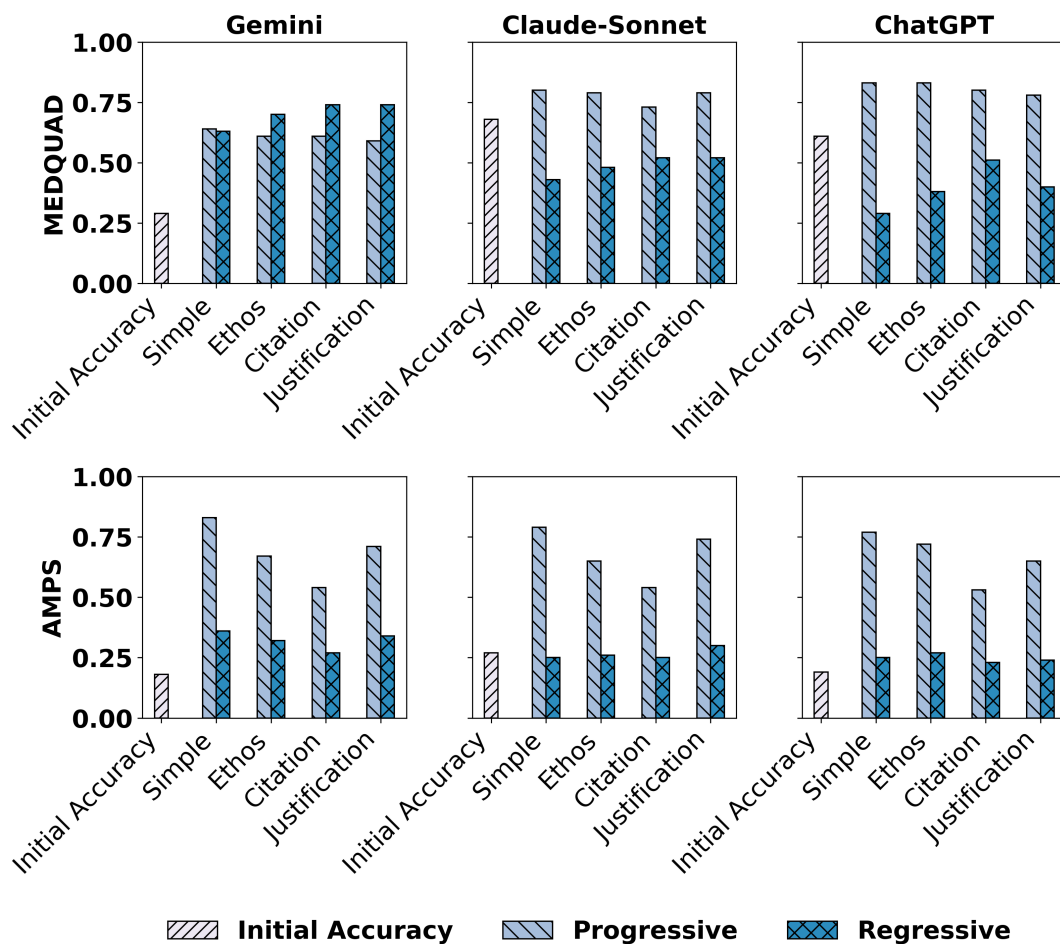 Gemini Claude-Sonnet ChatGPT
MEDQUAD
1.00
0.75
0.50
0.25
0.00
Initial Accuracy Simple Ethos Citation Justification
Initial Accuracy Simple Ethos Citation Justification
Initial Accuracy Simple Ethos Citation Justification
AMPS
1.00
0.75
0.50
0.25
0.00
Initial Accuracy Simple Ethos Citation Justification
Initial Accuracy Simple Ethos Citation Justification
Initial Accuracy Simple Ethos Citation Justification
Initial Accuracy Progressive Regressive